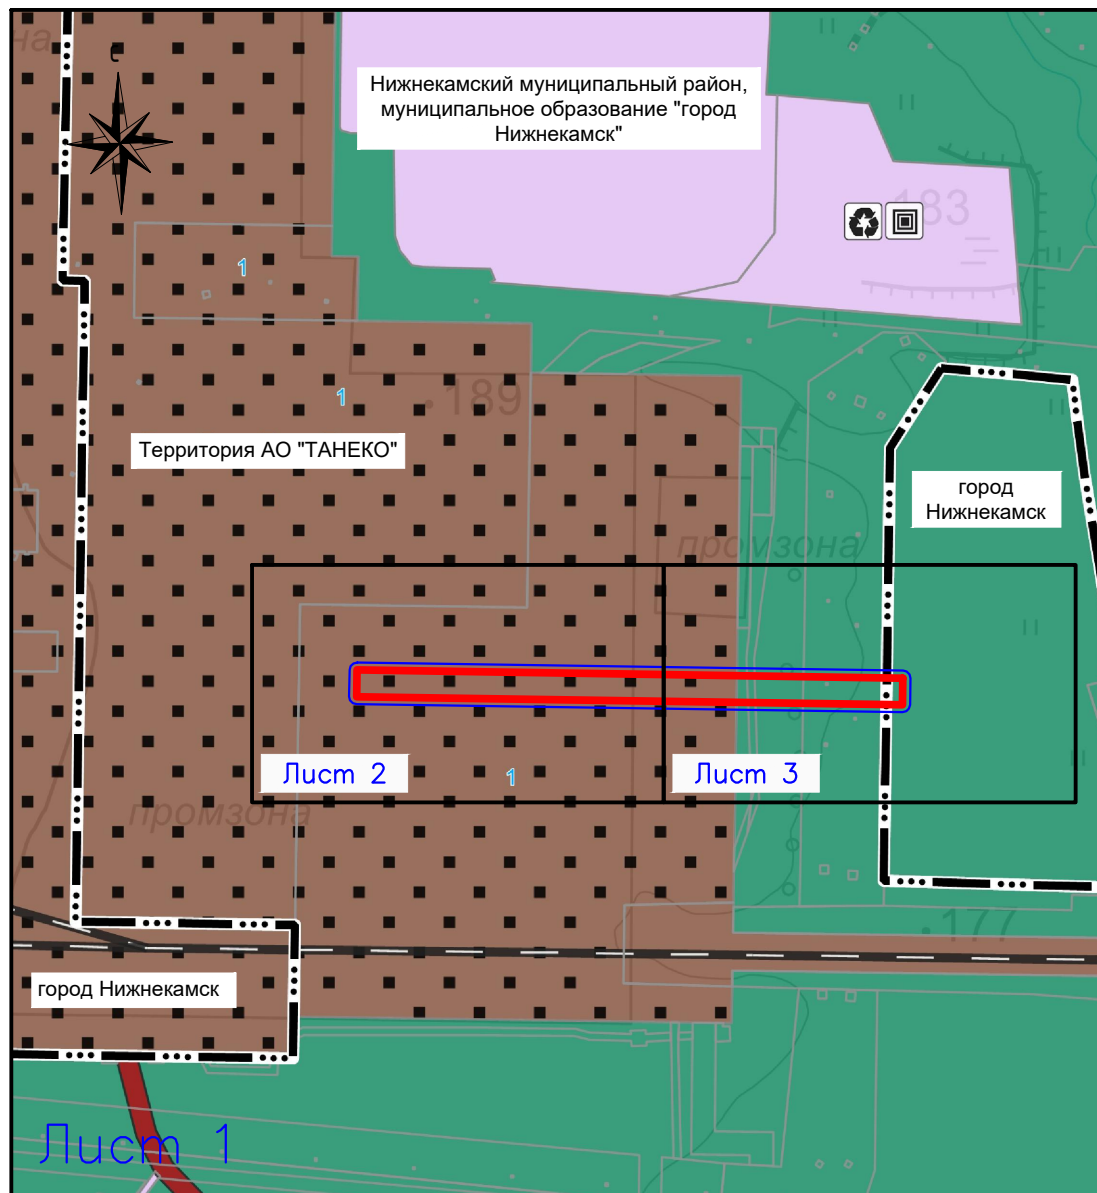 на
С
Нижнекамский муниципальный район,
муниципальное образование "город
Нижнекамск"
183
1
1
189
Территория АО "ТАНЕКО"
город
Нижнекамск
промзона
Лист 2
1
Лист 3
промзона
177
город Нижнекамск
Лист 1